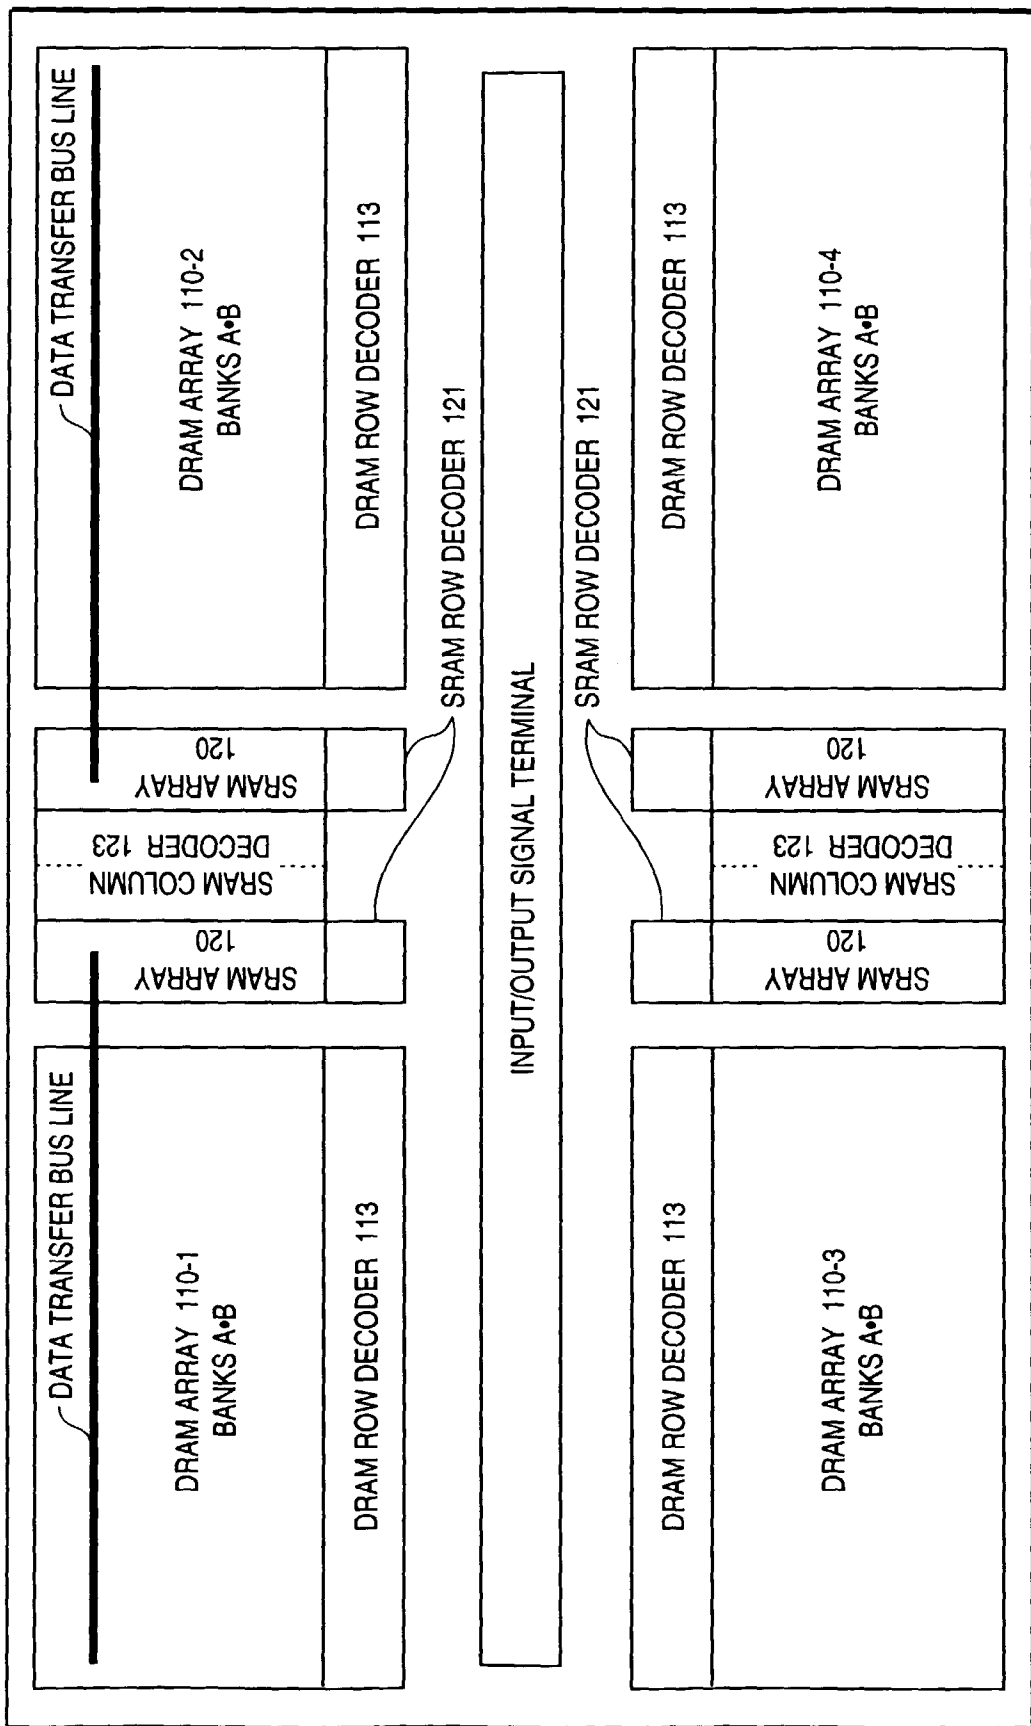 DATA TRANSFER BUS LINE
DRAM ARRAY 110-1
BANKS A•B
DRAM ROW DECODER 113
SRAM ARRAY
120
SRAM COLUMN
DECODER 123
SRAM ARRAY
120
DATA TRANSFER BUS LINE
DRAM ARRAY 110-2
BANKS A•B
DRAM ROW DECODER 113
SRAM ROW DECODER 121
INPUT/OUTPUT SIGNAL TERMINAL
SRAM ROW DECODER 121
DRAM ROW DECODER 113
DRAM ARRAY 110-3
BANKS A•B
SRAM ARRAY
120
SRAM COLUMN
DECODER 123
SRAM ARRAY
120
DRAM ROW DECODER 113
DRAM ARRAY 110-4
BANKS A•B